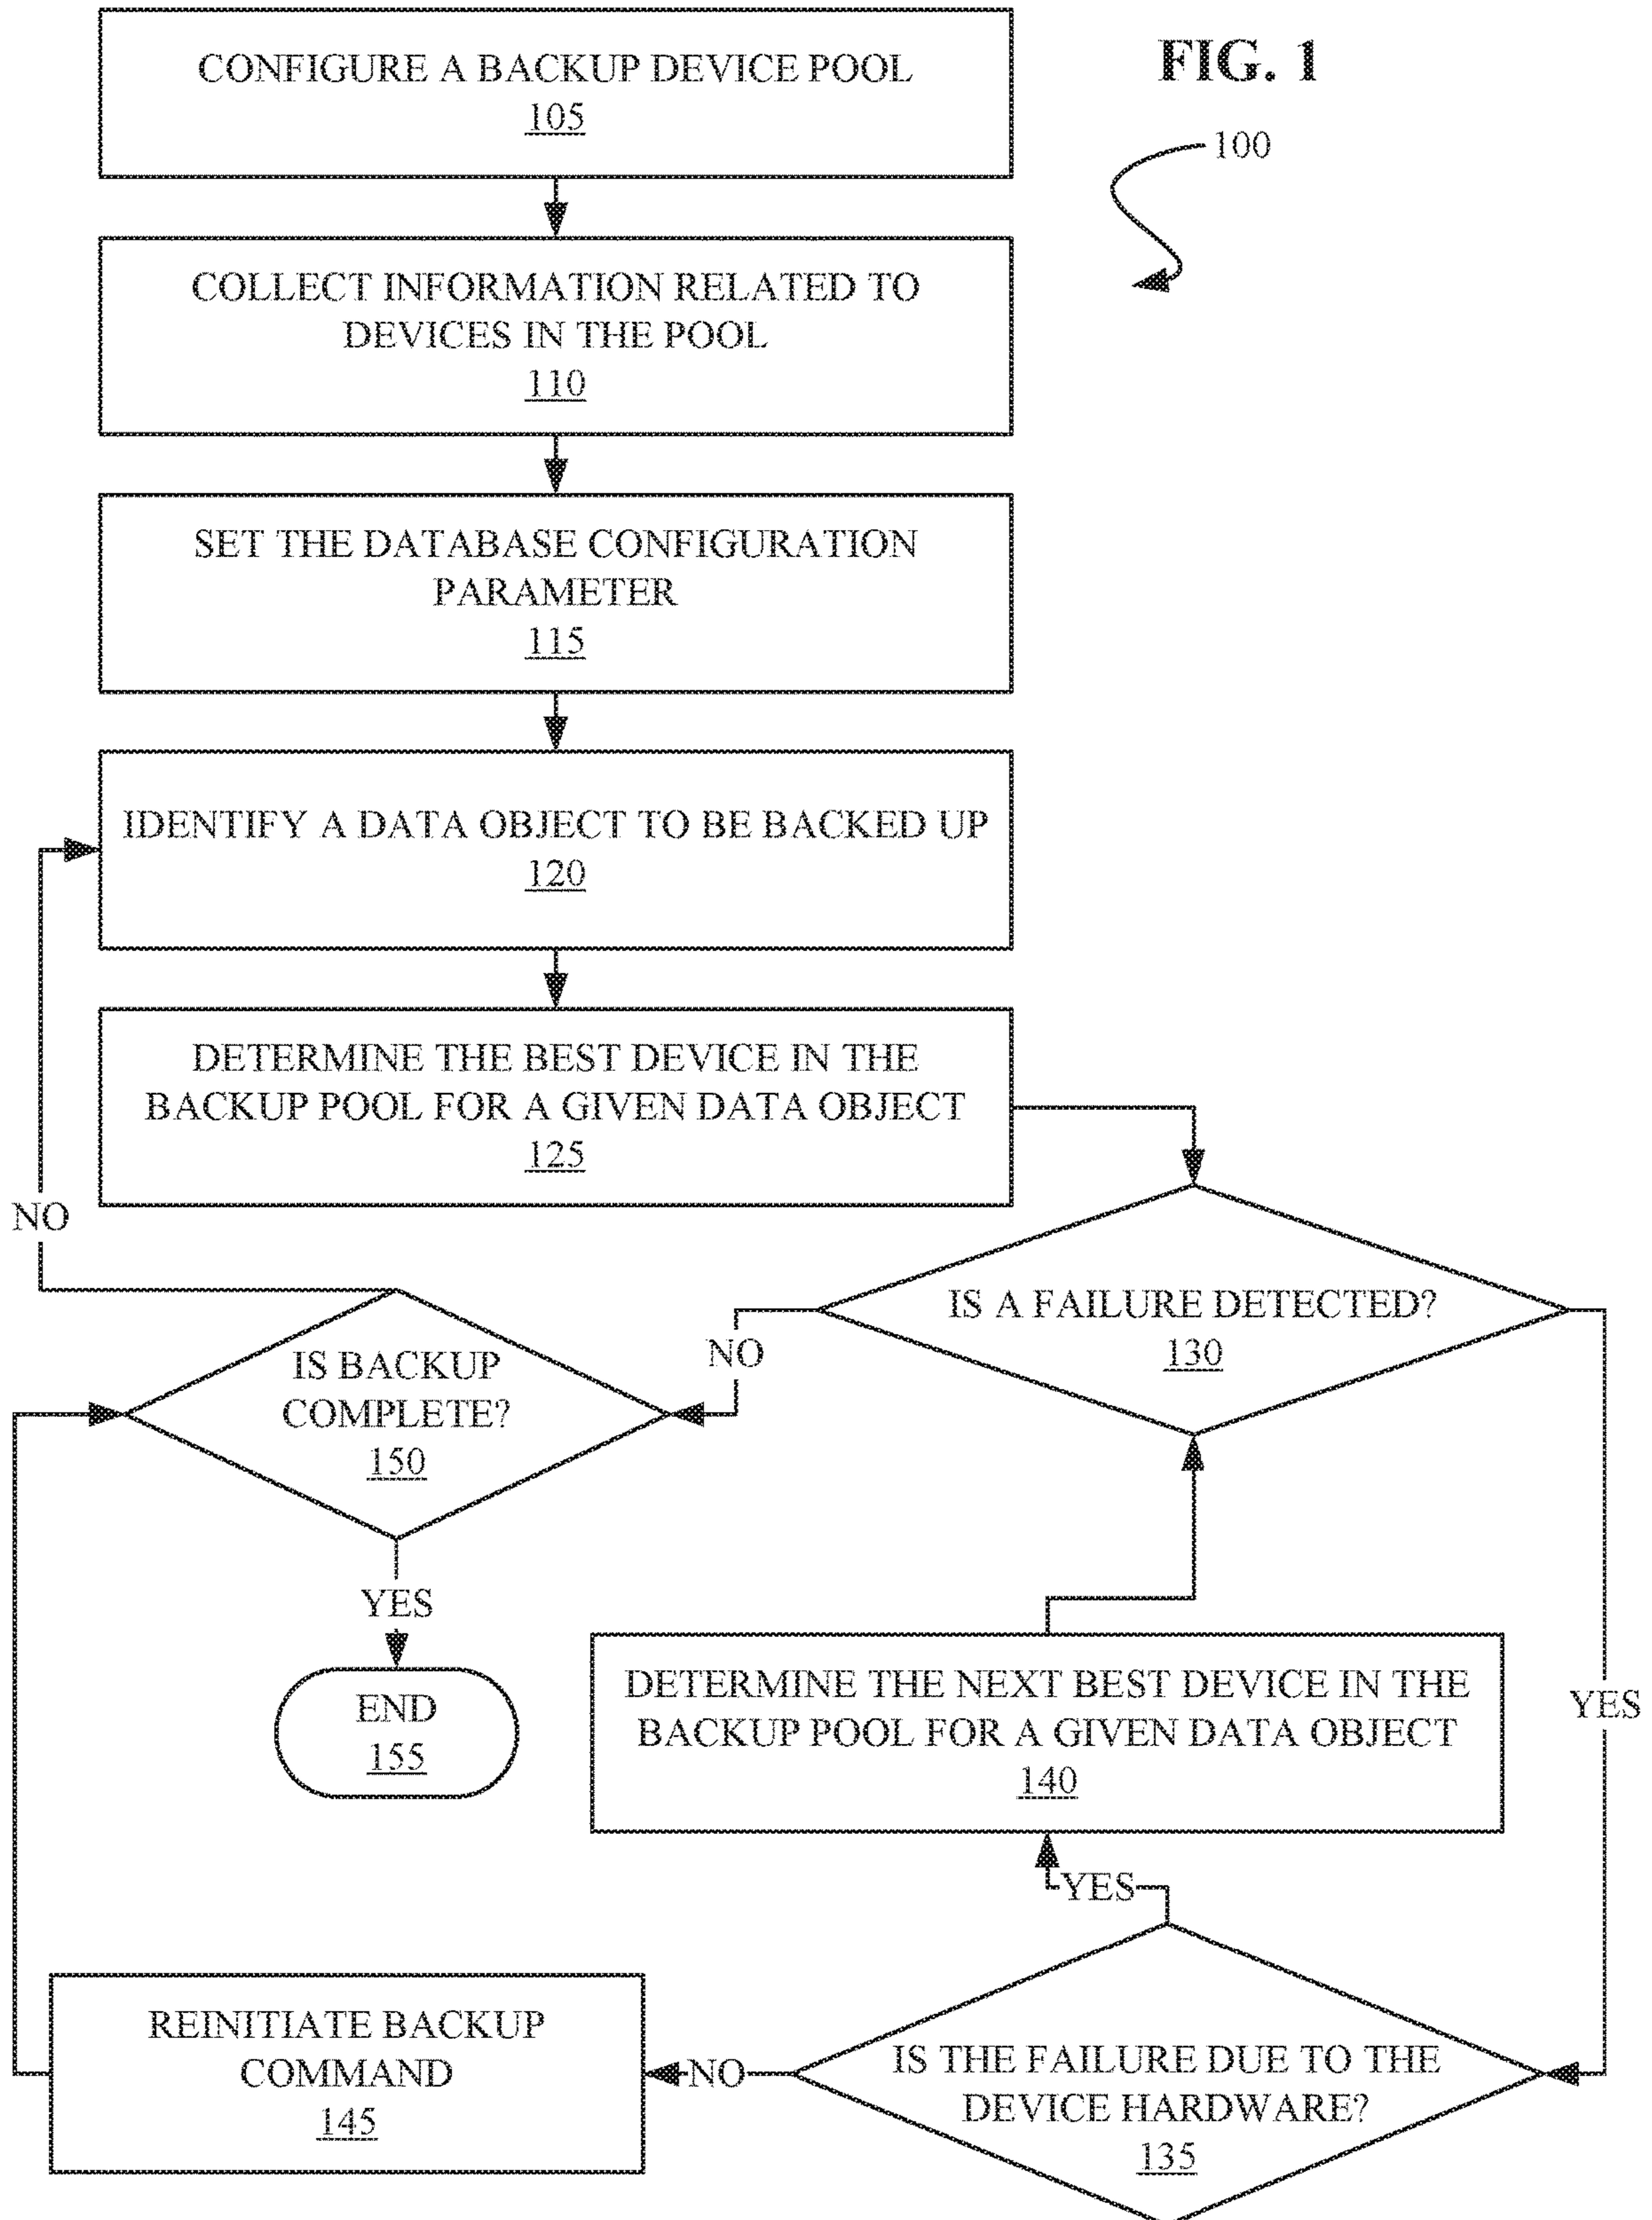 FIG. 1
100
CONFIGURE A BACKUP DEVICE POOL
105
COLLECT INFORMATION RELATED TO
DEVICES IN THE POOL
110
SET THE DATABASE CONFIGURATION
PARAMETER
115
IDENTIFY A DATA OBJECT TO BE BACKED UP
120
DETERMINE THE BEST DEVICE IN THE
BACKUP POOL FOR A GIVEN DATA OBJECT
125
NO
IS A FAILURE DETECTED?
130
NO
IS BACKUP
COMPLETE?
150
YES
END
155
DETERMINE THE NEXT BEST DEVICE IN THE
BACKUP POOL FOR A GIVEN DATA OBJECT
140
YES
YES
REINITIATE BACKUP
COMMAND
145
NO
IS THE FAILURE DUE TO THE
DEVICE HARDWARE?
135